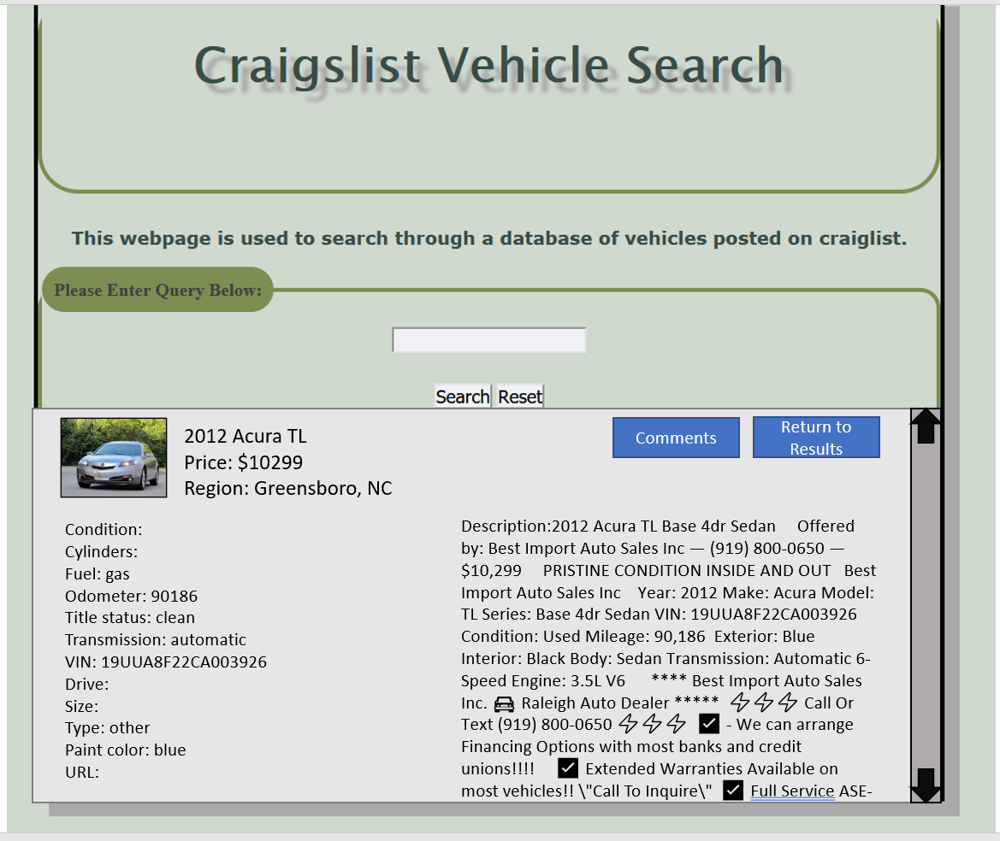 Craigslist Vehicle Search
This webpage is used to search through a database of vehicles posted on craiglist.
Please Enter Query Below:
Search Reset
2012 Acura TL
Price: $10299
Region: Greensboro, NC
Comments
Return to
Results
Condition:
Cylinders:
Fuel: gas
Odometer: 90186
Title status: clean
Transmission: automatic
VIN: 19UUA8F22CA003926
Drive:
Size:
Type: other
Paint color: blue
URL:
Description:2012 Acura TL Base 4dr Sedan Offered
by: Best Import Auto Sales Inc — (919) 800-0650 —
$10,299 PRISTINE CONDITION INSIDE AND OUT Best
Import Auto Sales Inc Year: 2012 Make: Acura Model:
TL Series: Base 4dr Sedan VIN: 19UUA8F22CA003926
Condition: Used Mileage: 90,186 Exterior: Blue
Interior: Black Body: Sedan Transmission: Automatic 6-
Speed Engine: 3.5L V6 **** Best Import Auto Sales
Inc. Raleigh Auto Dealer ***** Call Or
Text (919) 800-0650 - We can arrange
Financing Options with most banks and credit
unions!!!! Extended Warranties Available on
most vehicles!! \"Call To Inquire\" Full Service ASE-